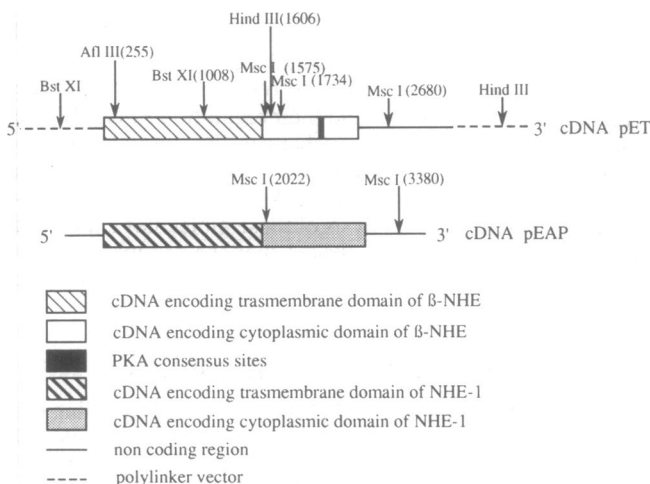 Hind III(1606)
Afl III(255)
Bst XI
Bst XI(1008)
Msc I (1575)
Msc I (1734)
Msc I (2680)
Hind III
5'
3' cDNA pET
Msc I (2022)
Msc I (3380)
5'
3' cDNA pEAP
cDNA encoding trasmembrane domain of ß-NHE
cDNA encoding cytoplasmic domain of ß-NHE
PKA consensus sites
cDNA encoding trasmembrane domain of NHE-1
cDNA encoding cytoplasmic domain of NHE-1
non coding region
polylinker vector